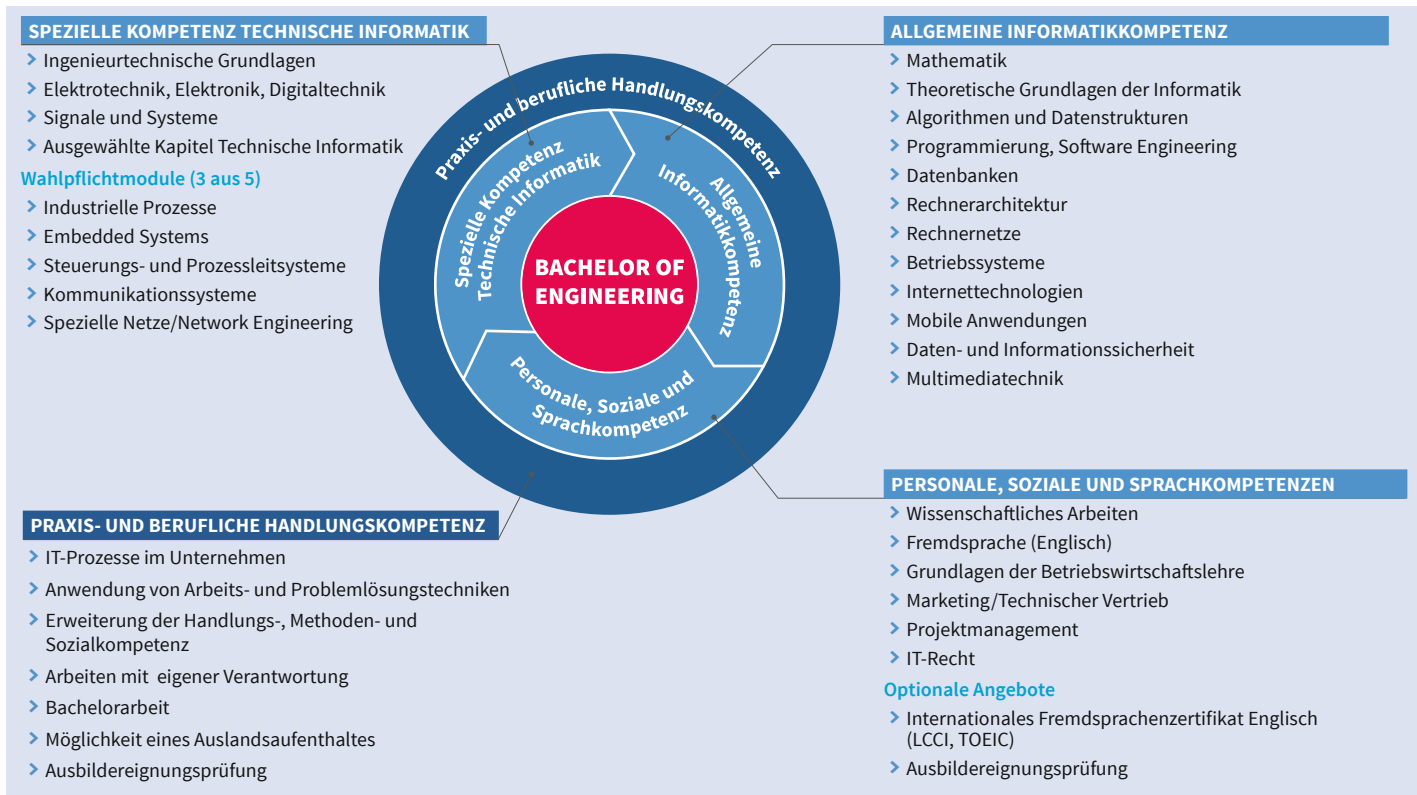 SPEZIELLE KOMPETENZ TECHNISCHE INFORMATIK
Ingenieurtechnische Grundlagen
Elektrotechnik, Elektronik, Digitaltechnik
Signale und Systeme
Ausgewählte Kapitel Technische Informatik
Wahlpflichtmodule (3 aus 5)
Industrielle Prozesse
Embedded Systems
Steuerungs- und Prozessleitsysteme
Kommunikationssysteme
Spezielle Netze/Network Engineering
Praxis- und berufliche Handlungskompetenz
Spezielle Kompetenz
Technische Informatik
Allgemeine
Informatikkompetenz
BACHELOR OF
ENGINEERING
Personale, Soziale und
Sprachkompetenz
ALLGEMEINE INFORMATIKKOMPETENZ
Mathematik
Theoretische Grundlagen der Informatik
Algorithmen und Datenstrukturen
Programmierung, Software Engineering
Datenbanken
Rechnerarchitektur
Rechnernetze
Betriebssysteme
Internettechnologien
Mobile Anwendungen
Daten- und Informationssicherheit
Multimediatechnik
PRAXIS- UND BERUFLICHE HANDLUNGSKOMPETENZ
IT-Prozesse im Unternehmen
Anwendung von Arbeits- und Problemlösungstechniken
Erweiterung der Handlungs-, Methoden- und
Sozialkompetenz
Arbeiten mit eigener Verantwortung
Bachelorarbeit
Möglichkeit eines Auslandsaufenthaltes
Ausbildereignungsprüfung
PERSONALE, SOZIALE UND SPRACHKOMPETENZEN
Wissenschaftliches Arbeiten
Fremdsprache (Englisch)
Grundlagen der Betriebswirtschaftslehre
Marketing/Technischer Vertrieb
Projektmanagement
IT-Recht
Optionale Angebote
Internationales Fremdsprachenzertifikat Englisch
(LCCI, TOEIC)
Ausbildereignungsprüfung